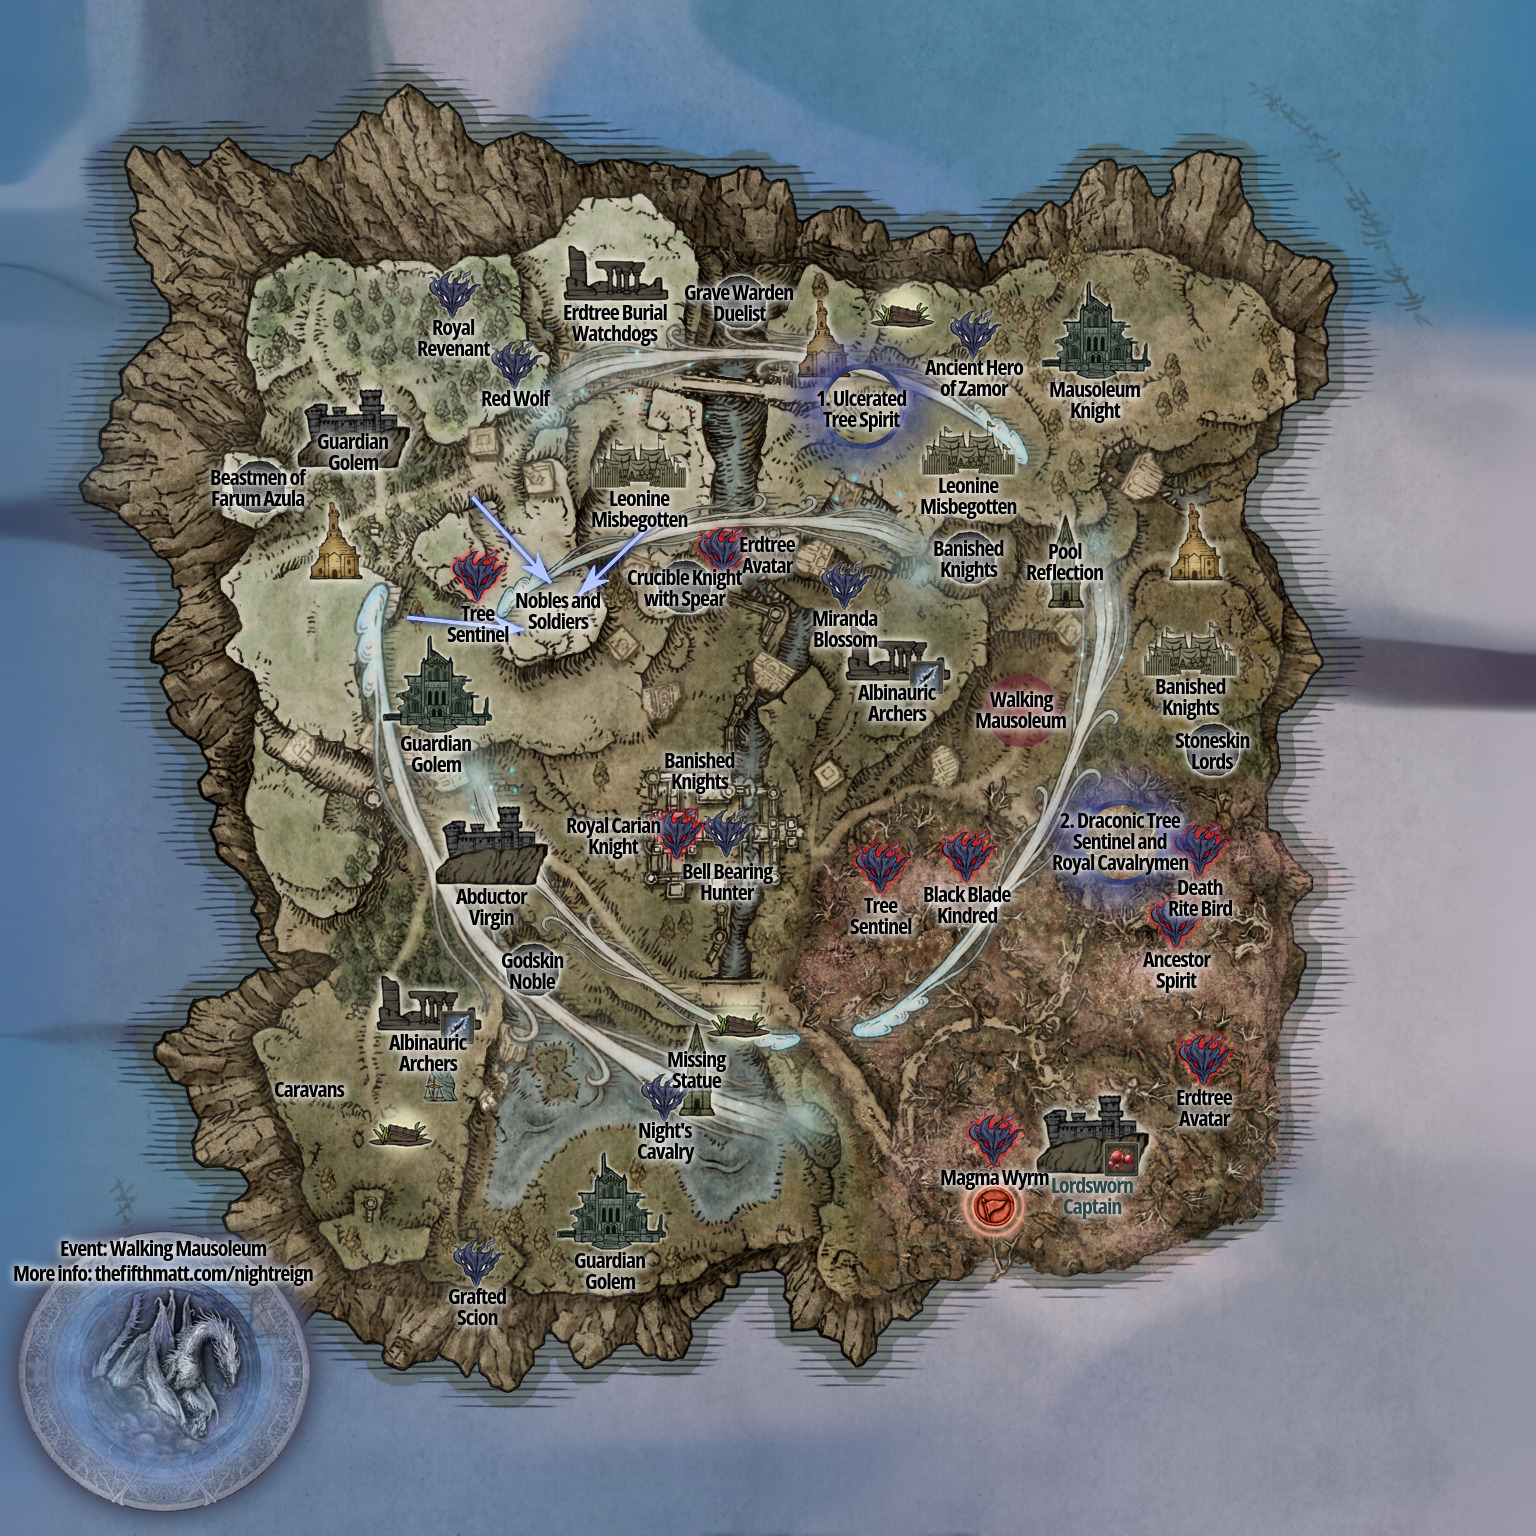 Grave Warden
Duelist
Erdtree Burial
Watchdogs
Royal
Revenant
Red Wolf
Ancient Hero
of Zamor
Mausoleum
Knight
1. Ulcerated
Tree Spirit
Guardian
Golem
Beastmen of
Farum Azula
Leonine
Misbegotten
Leonine
Misbegotten
Erdtree
Avatar
Banished
Knights
Pool
Reflection
Crucible Knight
with Spear
Nobles and
Soldiers
Tree
Sentinel
Miranda
Blossom
Albinauric
Archers
Walking
Mausoleum
Banished
Knights
Stoneskin
Lords
Guardian
Golem
Banished
Knights
Royal Carian
Knight
Bell Bearing
Hunter
2. Draconic Tree
Sentinel and
Royal Cavalrymen
Death
Rite Bird
Black Blade
Kindred
Tree
Sentinel
Abductor
Virgin
Ancestor
Spirit
Godskin
Noble
Albinauric
Archers
Caravans
Missing
Statue
Night's
Cavalry
Erdtree
Avatar
Magma Wyrm
Lordsworn
Captain
Guardian
Golem
Grafted
Scion
Event: Walking Mausoleum
More info: thefifthmatt.com/nightreign